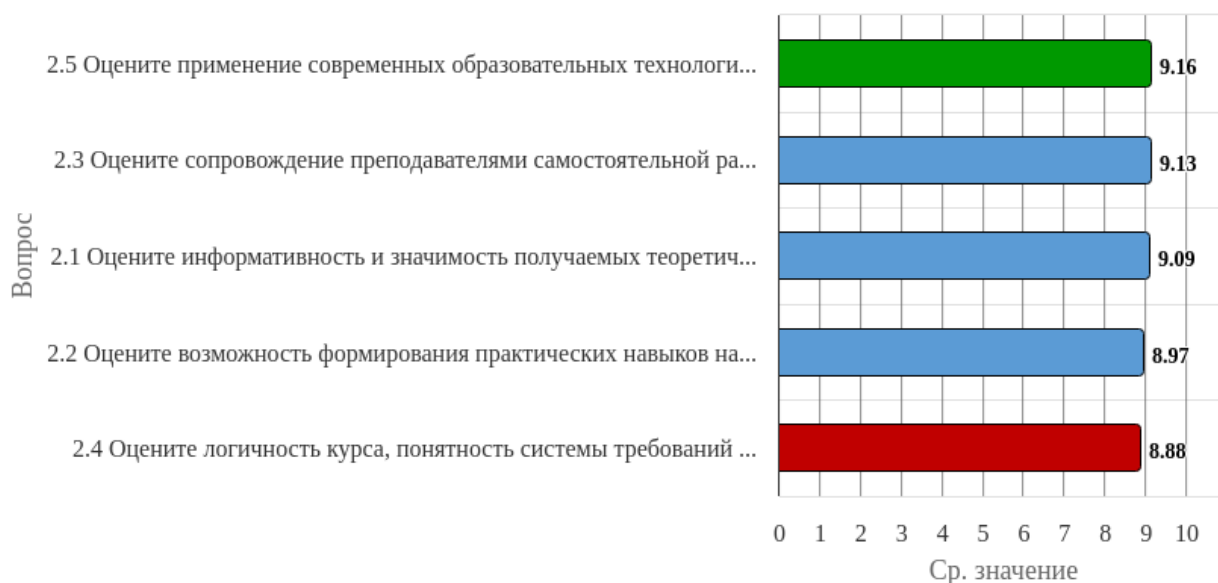 2.5 Оцените применение современных образовательных технологи...
9.16
2.3 Оцените сопровождение преподавателями самостоятельной ра...
9.13
Вопрос
2.1 Оцените информативность и значимость получаемых теоретич...
9.09
2.2 Оцените возможность формирования практических навыков на...
8.97
2.4 Оцените логичность курса, понятность системы требований ...
8.88
0 1 2 3 4 5 6 7 8 9 10
Ср. значение